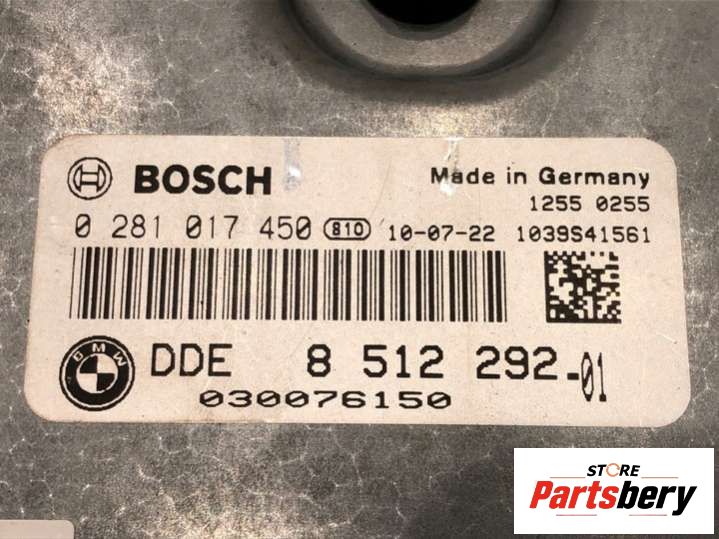 BOSCH
Made in Germany
1255 0255
0 281 017 450 810 10-07-22 1039S41561
BMW DDE 8 512 292-01
030076150
STORE
Partsbery